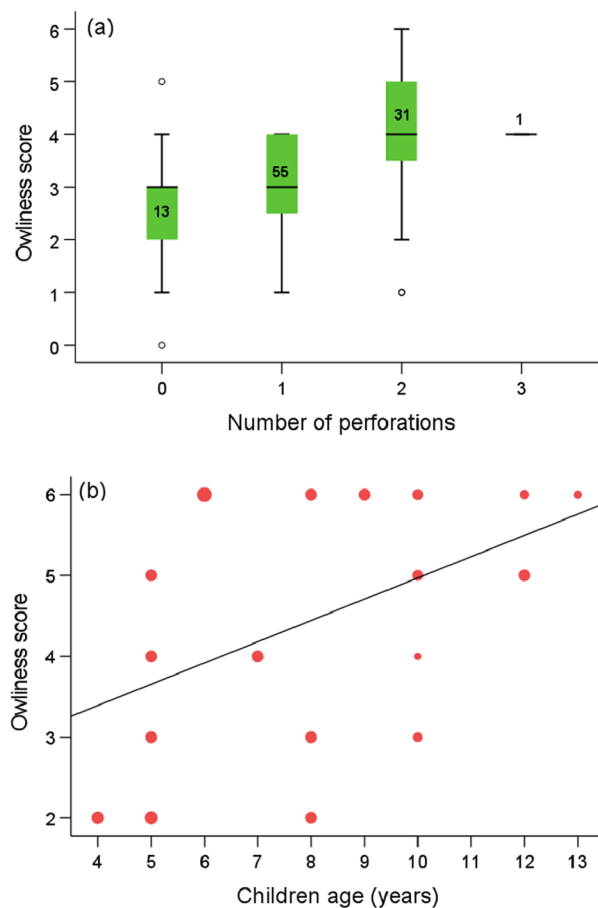 (a)
Owliness score
6
5
4
3
2
1
0
13
55
31
1
0 1 2 3
Number of perforations
(b)
Owliness score
6
5
4
3
2
4 5 6 7 8 9 10 11 12 13
Children age (years)